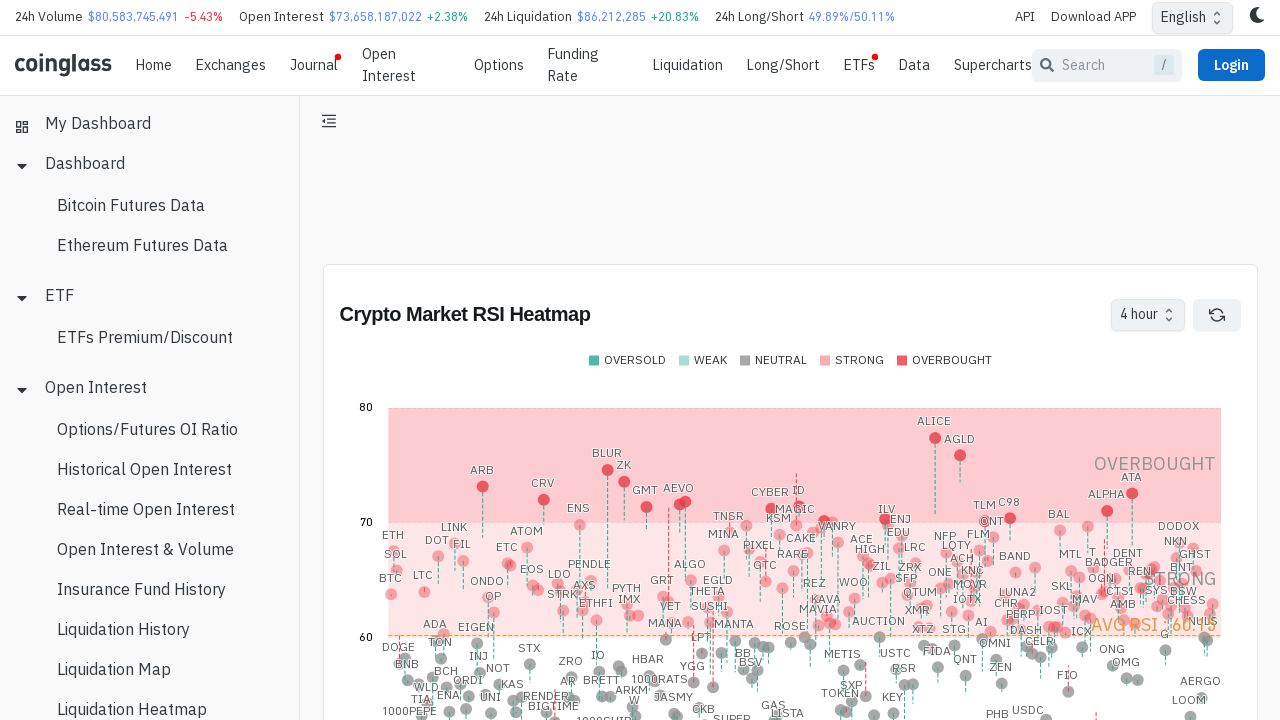 24h Volume $80,583,745,491 -5.43% Open Interest $73,658,187,022 +2.38% 24h Liquidation $86,212,285 +20.83% 24h Long/Short 49.89%/50.11% API Download APP English
coinglass Home Exchanges Journal Open Interest Options Funding Rate Liquidation Long/Short ETFs Data Supercharts Search / Login
My Dashboard
Dashboard
Bitcoin Futures Data
Ethereum Futures Data
ETF
ETFs Premium/Discount
Open Interest
Options/Futures OI Ratio
Historical Open Interest
Real-time Open Interest
Open Interest & Volume
Insurance Fund History
Liquidation History
Liquidation Map
Liquidation Heatmap
Crypto Market RSI Heatmap 4 hour
OVERSOLD WEAK NEUTRAL STRONG OVERBOUGHT
80
ALICE
AGLD
BLUR
ZK
OVERBOUGHT
ARB
ATA
CRV
GMT AEVO
CYBER ID
ALPHA
ENS
MAGIC
ILV
TLM C98
TNSR
KSM
ENJ
CNT
BAL
70
LINK
VANRY
DODOX
ETH
ATOM
MINA
CAKE
ACE
EDU
NFP
FLM
DOT FIL
ETC
PIXEL
HIGH
LRC
LOTY
NKN
SOL
RARE
ACH
BAND
MTL T
DENT
GHST
EOS
PENDLE
ALGO
GTC
ZIL
ZRX
KNC
BADGER
BNT
BTC
LTC
ONDO
LDO
AXS
GRT
EGLD
REZ
WOO
SFP
ONE
MOVR
SKL
OGN
REN
STRONG
OP
STRK
PYTH
THETA
QTUM
LUNA2
CTSI
SYS
BSW
ETHFI
IMX
YET
SUSHI
KAVA
IOTX
CHR
MAV
AMB
CHESS
MAVIA
XMR
PERP
IOST
ADA
EIGEN
MANA
MANTA
ROSE
AUCTION
XTZ
STG
AI
DASH
ICX
AVG RSI : 60.15
NULS
60
LPT
G
DOGE
TON
STX
BB
METIS
USTC
FIDA
OMNI
CELR
ONG
BNB
INJ
ZRO
IO
HBAR
BSV
RSR
QNT
OMG
BCH
NOT
YGG
ZEN
WLD
ORDI
KAS
AR
BRETT
1000RATS
SXP
FIO
AERGO
TIA
ENA
UNI
RENDER
ARKM
JASMY
TOKEN
KEY
LOOM
1000PEPE
BIGTIME
W
CKB
GAS
PHB
USDC
1000SHIB
SUPER
LISTA